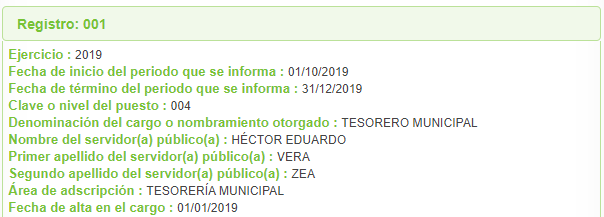 Registro: 001
Ejercicio : 2019
Fecha de inicio del periodo que se informa : 01/10/2019
Fecha de término del periodo que se informa : 31/12/2019
Clave o nivel del puesto : 004
Denominación del cargo o nombramiento otorgado : TESORERO MUNICIPAL
Nombre del servidor(a) público(a) : HÉCTOR EDUARDO
Primer apellido del servidor(a) público(a) : VERA
Segundo apellido del servidor(a) público(a) : ZEA
Área de adscripción : TESORERÍA MUNICIPAL
Fecha de alta en el cargo : 01/01/2019